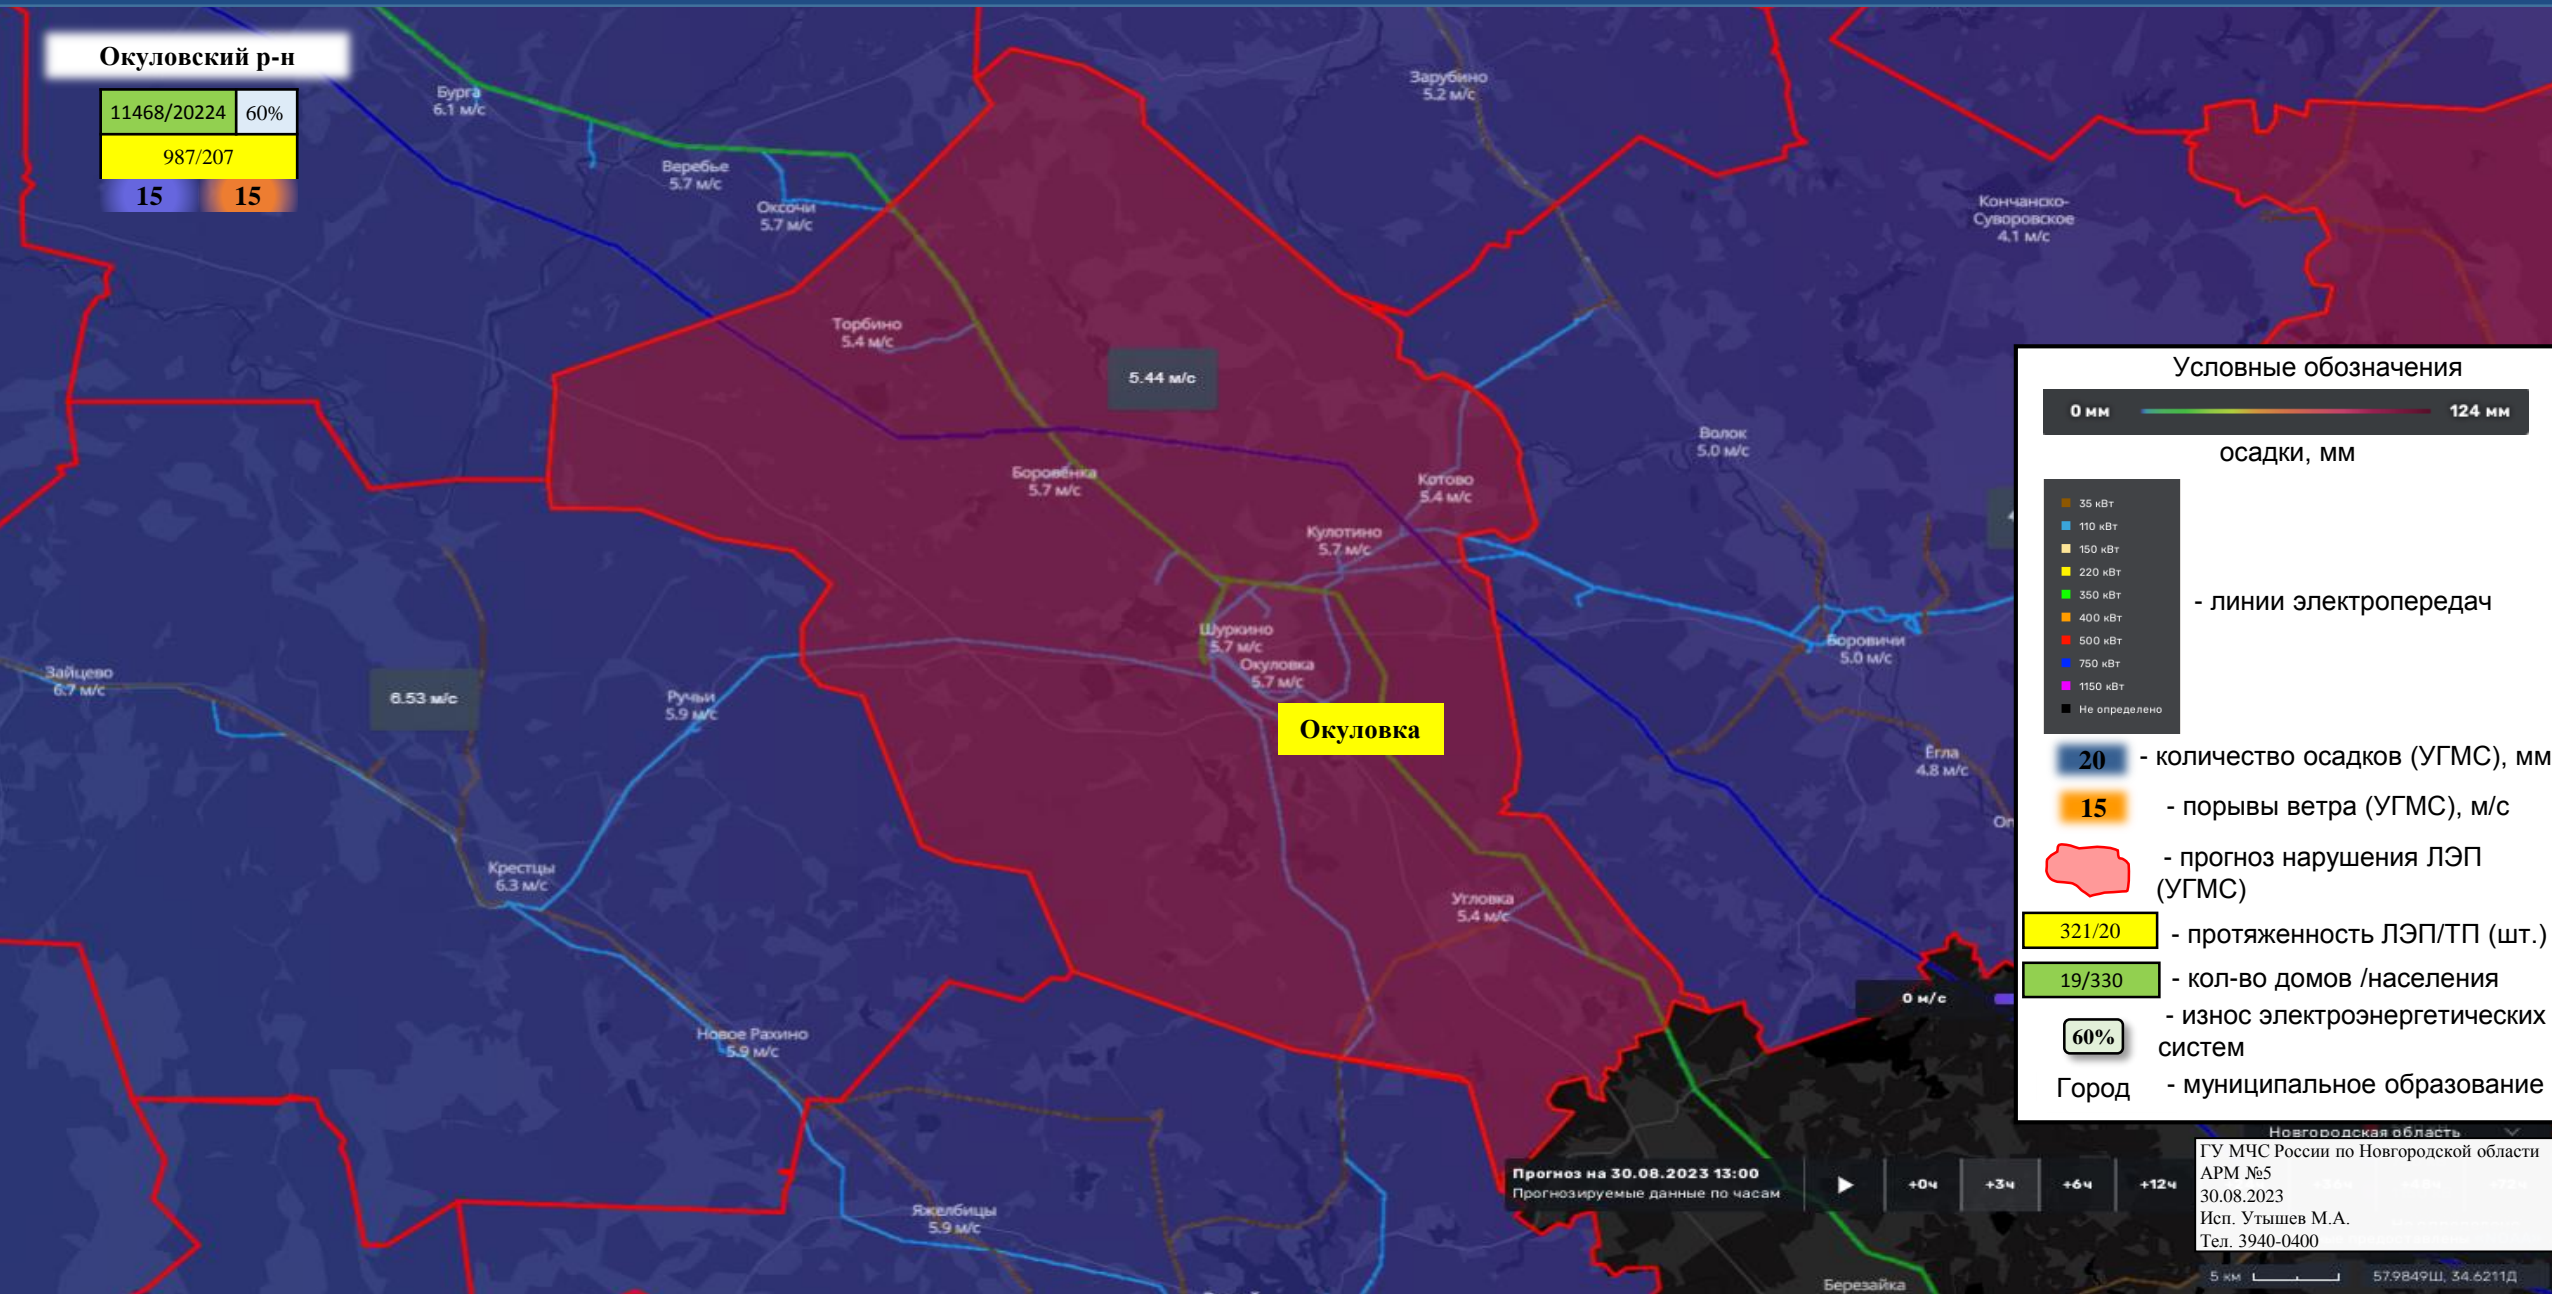 Окуловский р-н
11468/20224 60%
987/207
15 15
Бурга
6.1 м/с
Веребье
5.7 м/с
Оксочи
5.7 м/с
Зарубино
5.2 м/с
Кончанско-
Суворовское
4.1 м/с
Торбино
5.4 м/с
5.44 м/с
Боровёнка
5.7 м/с
Котово
5.4 м/с
Волок
5.0 м/с
Кулотино
5.7 м/с
Шуркино
5.7 м/с
Окуловка
5.7 м/с
Окуловка
Боровичи
5.0 м/с
Ёгла
4.8 м/с
Зайцево
6.7 м/с
6.53 м/с
Ручьи
5.9 м/с
Крестцы
6.3 м/с
Угловка
5.4 м/с
Новое Рахино
5.9 м/с
Яжелбицы
5.9 м/с
Березайка
0 м/с
Условные обозначения
0 мм 124 мм
осадки, мм
35 кВт
110 кВт
150 кВт
220 кВт
350 кВт
400 кВт
500 кВт
750 кВт
1150 кВт
Не определено
- линии электропередач
20 - количество осадков (УГМС), мм
15 - порывы ветра (УГМС), м/с
- прогноз нарушения ЛЭП
(УГМС)
321/20 - протяженность ЛЭП/ТП (шт.)
19/330 - кол-во домов /населения
60% - износ электроэнергетических
систем
Город - муниципальное образование
Новгородская область
Прогноз на 30.08.2023 13:00
Прогнозируемые данные по часам
+0ч +3ч +6ч +12ч
ГУ МЧС России по Новгородской области
АРМ №5
30.08.2023
Исп. Утышев М.А.
Тел. 3940-0400
5 км 57.9849Ш, 34.6211Д